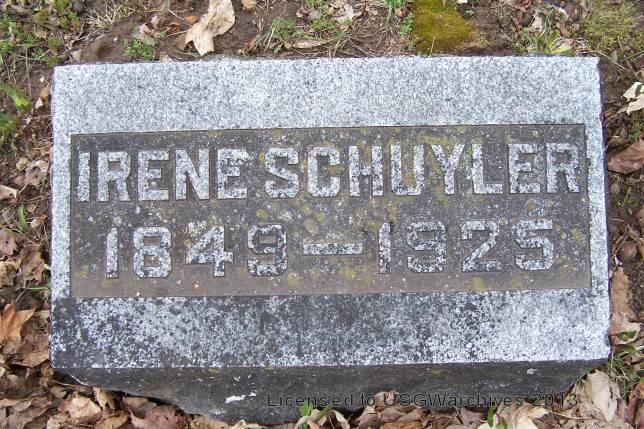 IRENE SCHUYLER
1849–1925
Licensed to USGWarchives 2013